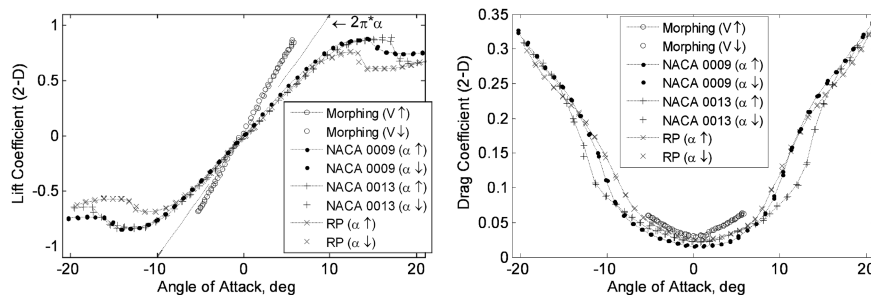 Lift Coefficient (2-D)
1
0.5
0
-0.5
-1
← 2π*α
Morphing (V ↑)
Morphing (V ↓)
NACA 0009 (α ↑)
NACA 0009 (α ↓)
NACA 0013 (α ↑)
NACA 0013 (α ↓)
RP (α ↑)
RP (α ↓)
-20 -10 0 10 20
Angle of Attack, deg
Drag Coefficient (2-D)
0.35
0.3
0.25
0.2
0.15
0.1
0.05
0
Morphing (V ↑)
Morphing (V ↓)
NACA 0009 (α ↑)
NACA 0009 (α ↓)
NACA 0013 (α ↑)
NACA 0013 (α ↓)
RP (α ↑)
RP (α ↓)
-20 -10 0 10 20
Angle of Attack, deg